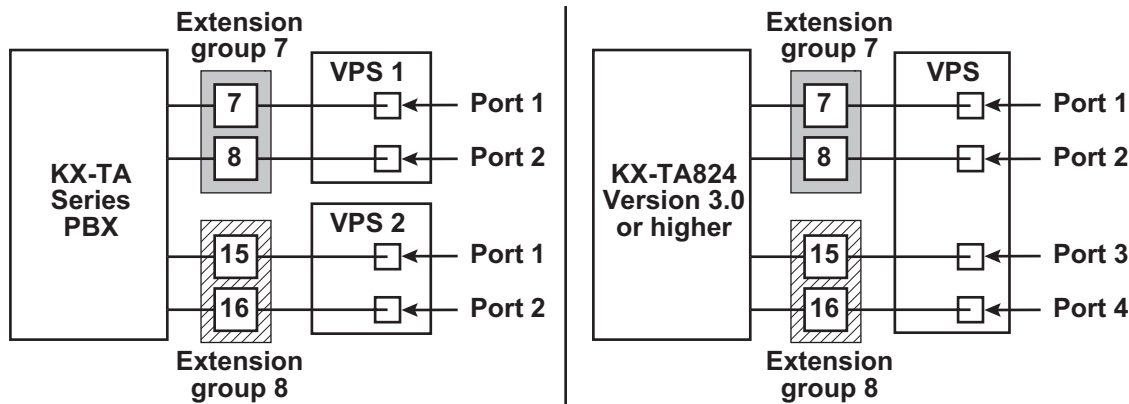 Extension
group 7
VPS 1
7
Port 1
8
Port 2
KX-TA
Series
PBX
VPS 2
15
Port 1
16
Port 2
Extension
group 8
Extension
group 7
VPS
7
Port 1
8
Port 2
KX-TA824
Version 3.0
or higher
15
Port 3
16
Port 4
Extension
group 8